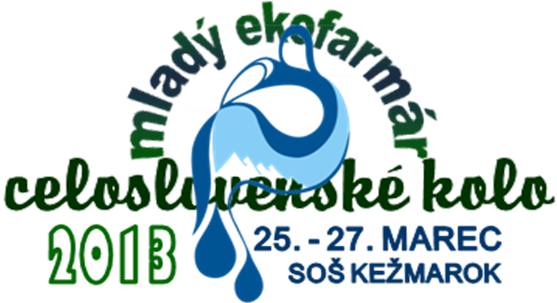 mladý ekofarmár
celoslovenské kolo
2013
25. - 27. MAREC
SOŠ KEŽMAROK